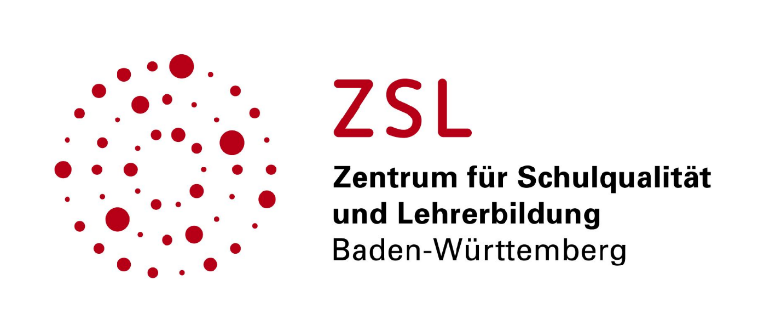 ZSL
Zentrum für Schulqualität
und Lehrerbildung
Baden-Württemberg